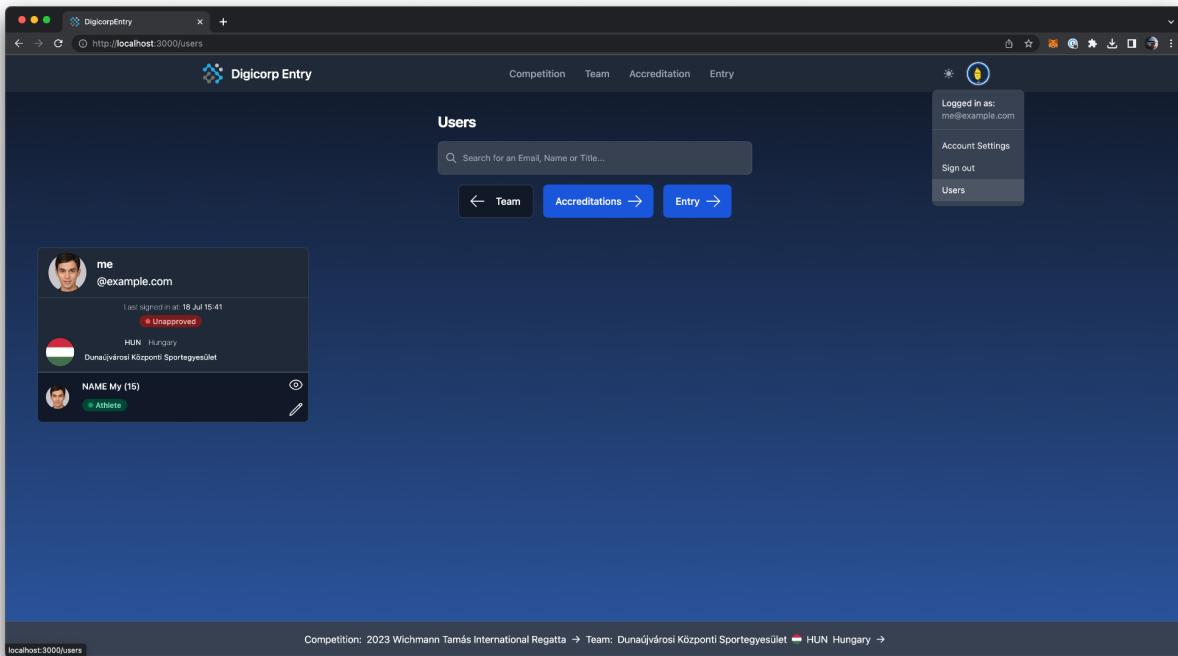 DigicorpEntry
http://localhost:3000/users
Digicorp Entry
Competition Team Accreditation Entry
Logged in as:
me@example.com
Account Settings
Sign out
Users
Users
Search for an Email, Name or Title...
Team
Accreditations
Entry
me
@example.com
Last signed in at: 18 Jul 15:41
Unapproved
HUN Hungary
Dunaújvárosi Központi Sportegyesület
NAME My (15)
Athlete
Competition: 2023 Wichmann Tamás International Regatta → Team: Dunaújvárosi Központi Sportegyesület HUN Hungary →
localhost:3000/users